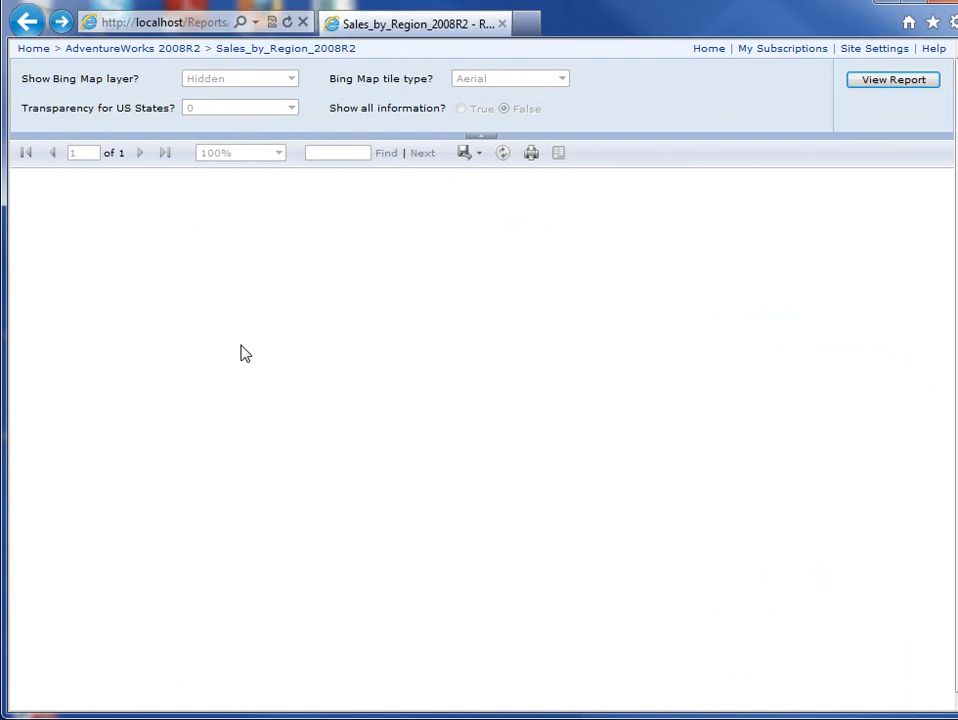 http://localhost/Reports/
Sales_by_Region_2008R2 - R...
Home > AdventureWorks 2008R2 > Sales_by_Region_2008R2
Home | My Subscriptions | Site Settings | Help
Show Bing Map layer? Hidden Bing Map tile type? Aerial View Report
Transparency for US States? 0 Show all information? True False
1 of 1 100% Find | Next